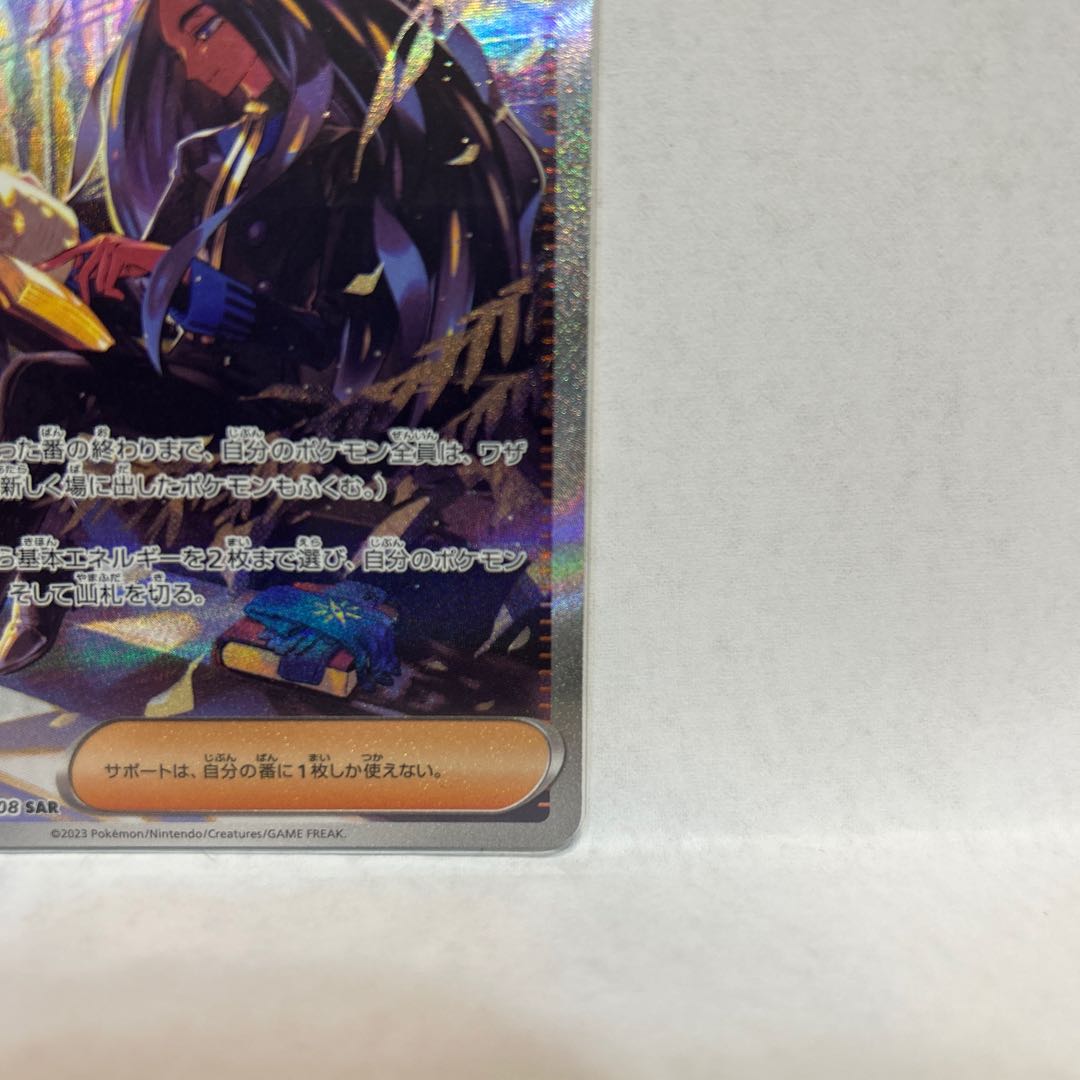 った番の終わりまで、自分のポケモン全員は、ワザ
新しく場に出したポケモンもふくむ。)
ら基本エネルギーを2枚まで選び、自分のポケモン
そして山札を切る。
サポートは、自分の番に1枚しか使えない。
08 SAR
©2023 Pokémon/Nintendo/Creatures/GAME FREAK.